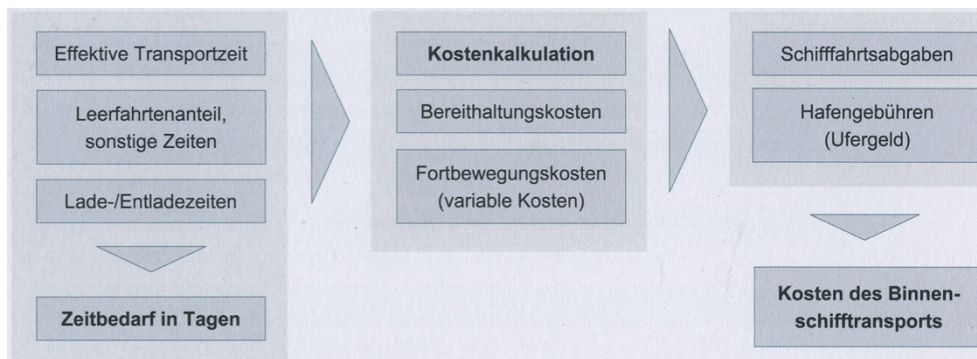 Effektive Transportzeit
Leerfahrtenanteil,
sonstige Zeiten
Lade-/Entladezeiten
Zeitbedarf in Tagen
Kostenkalkulation
Bereithaltungskosten
Fortbewegungskosten
(variable Kosten)
Schifffahrtsabgaben
Hafengebühren
(Ufergeld)
Kosten des Binnen-
schifftransports